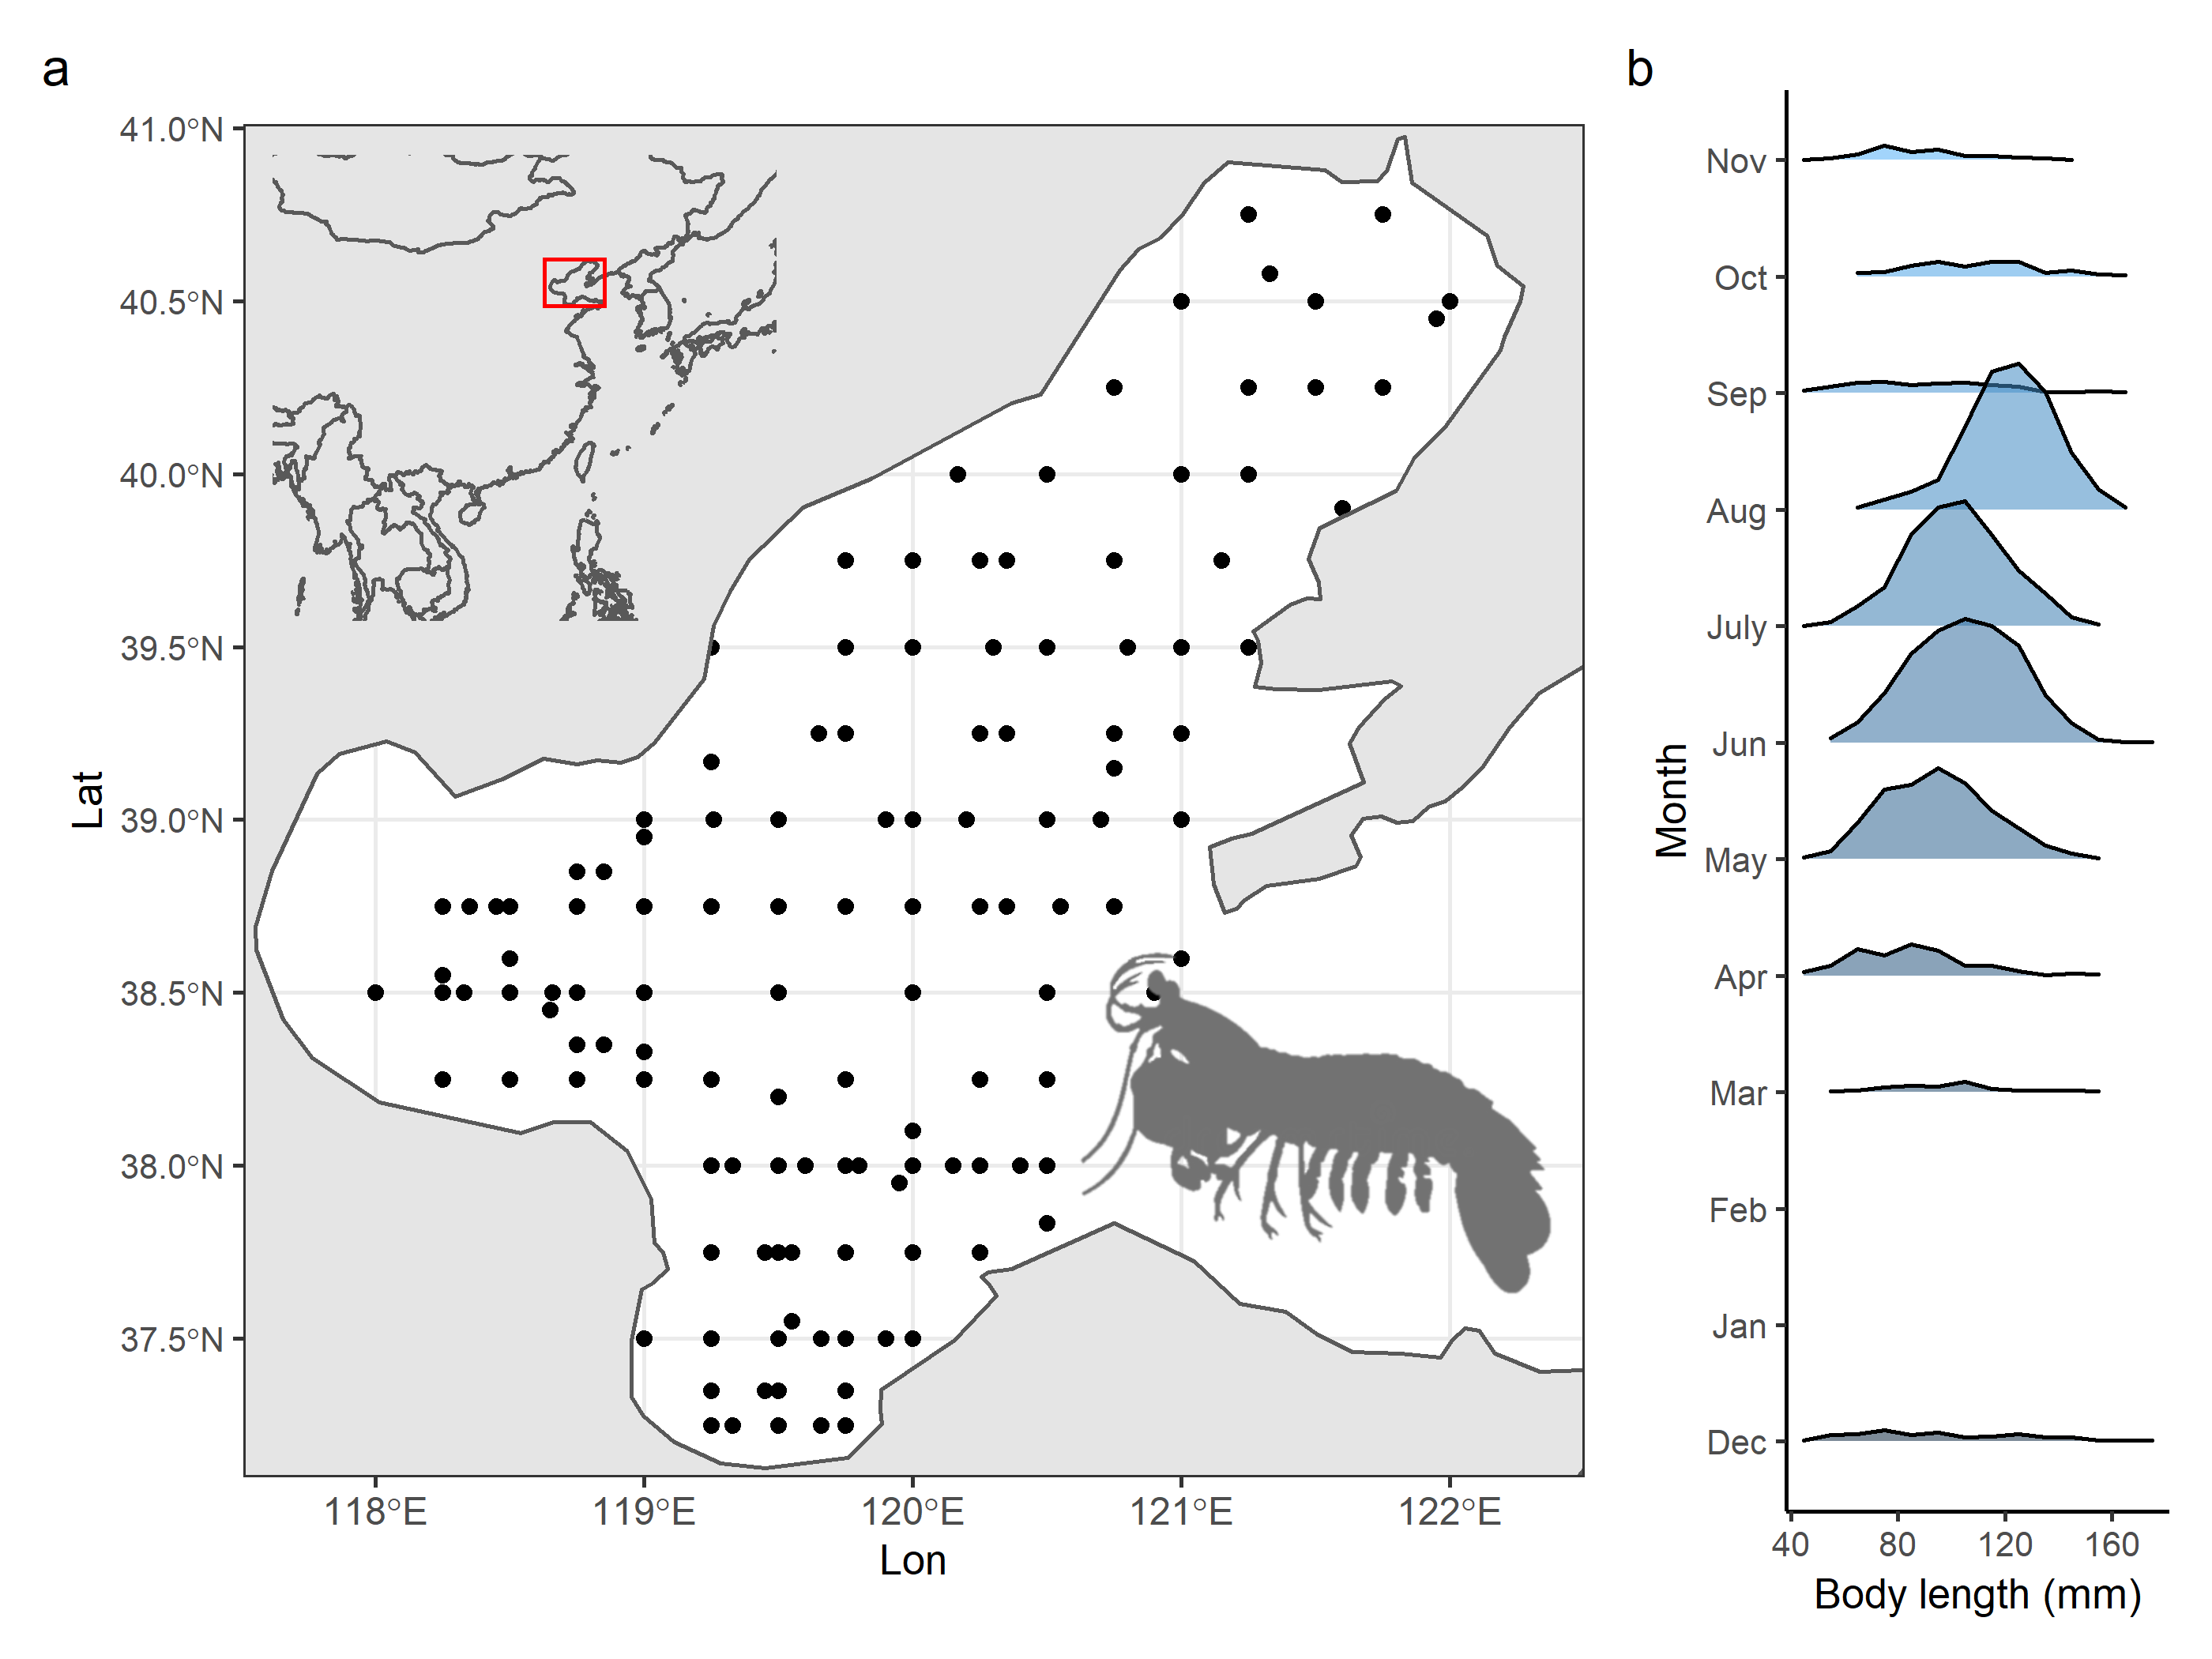 a
41.0°N
40.5°N
40.0°N
39.5°N
39.0°N
38.5°N
38.0°N
37.5°N
Lat
118°E 119°E 120°E 121°E 122°E
Lon
b
Nov
Oct
Sep
Aug
July
Jun
May
Apr
Mar
Feb
Jan
Dec
Month
40 80 120 160
Body length (mm)